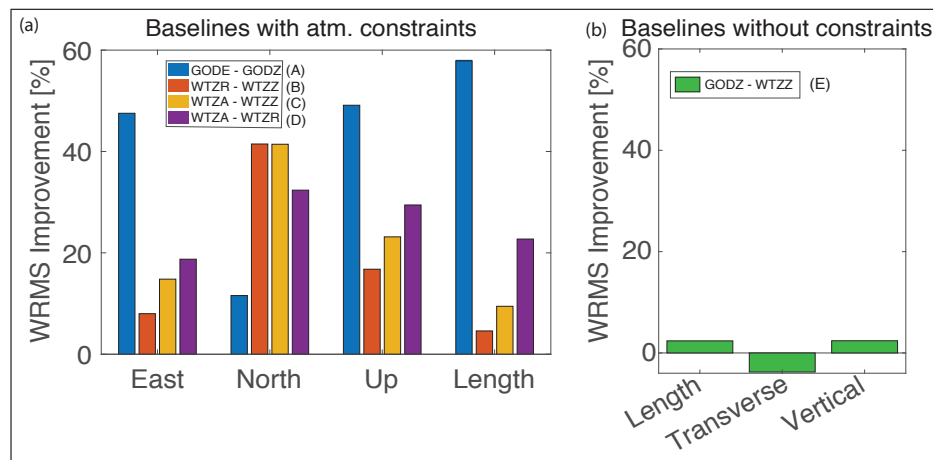 (a)
Baselines with atm. constraints
WRMS Improvement [%]
60
40
20
0
GODE - GODZ (A)
WTZR - WTZZ (B)
WTZA - WTZZ (C)
WTZA - WTZR (D)
East North Up Length
(b)
Baselines without constraints
WRMS Improvement [%]
60
40
20
0
GODZ - WTZZ (E)
Length Transverse Vertical